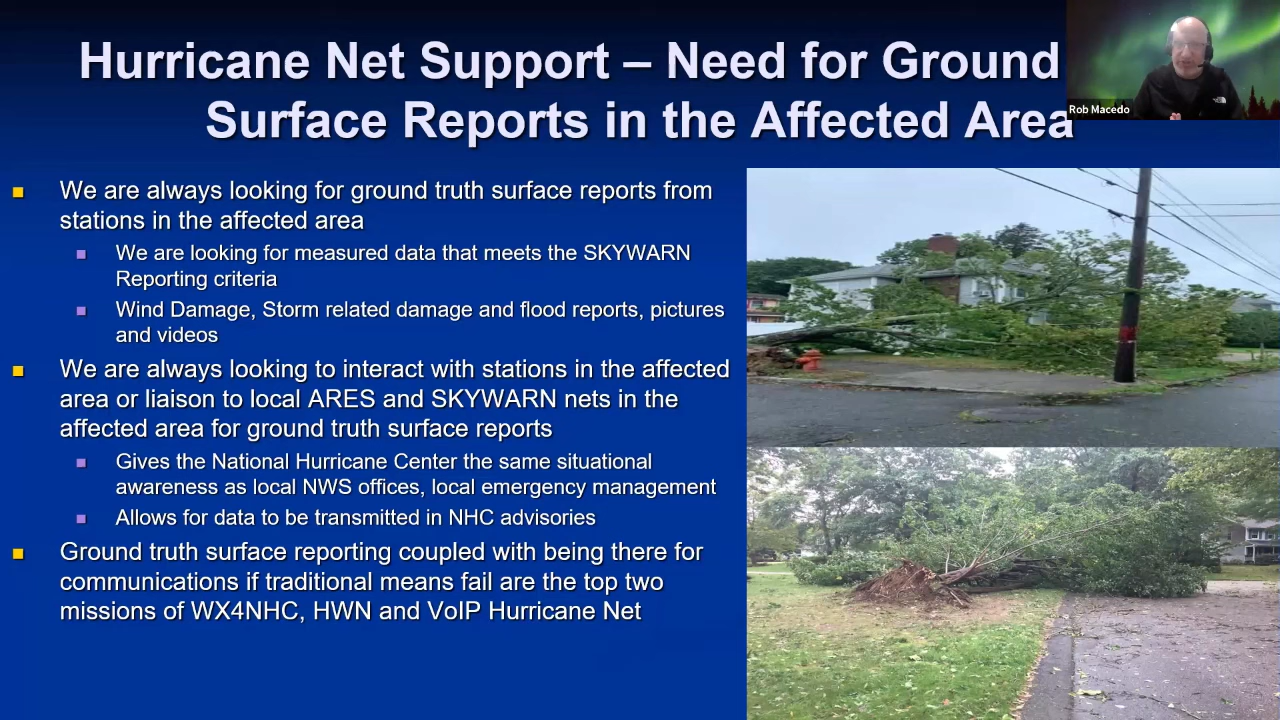 Hurricane Net Support – Need for Ground
Surface Reports in the Affected Area
Rob Macedo
We are always looking for ground truth surface reports from
stations in the affected area
We are looking for measured data that meets the SKYWARN
Reporting criteria
Wind Damage, Storm related damage and flood reports, pictures
and videos
We are always looking to interact with stations in the affected
area or liaison to local ARES and SKYWARN nets in the
affected area for ground truth surface reports
Gives the National Hurricane Center the same situational
awareness as local NWS offices, local emergency management
Allows for data to be transmitted in NHC advisories
Ground truth surface reporting coupled with being there for
communications if traditional means fail are the top two
missions of WX4NHC, HWN and VoIP Hurricane Net